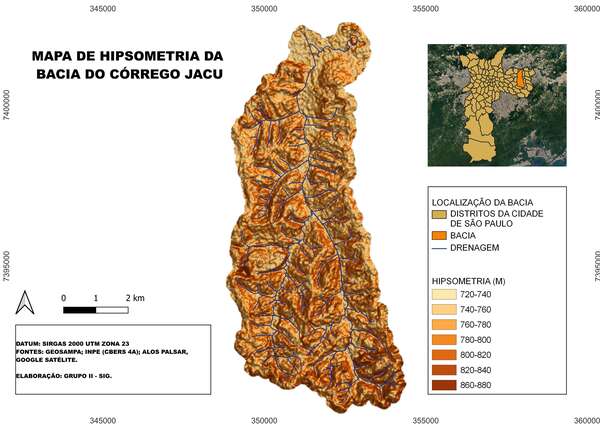 345000
350000
355000
360000
MAPA DE HIPSOMETRIA DA
BACIA DO CÓRREGO JACU
7400000
7400000
LOCALIZAÇÃO DA BACIA
DISTRITOS DA CIDADE
DE SÃO PAULO
BACIA
DRENAGEM
7395000
7395000
HIPSOMETRIA (M)
720-740
740-760
760-780
780-800
800-820
820-840
860-880
0 1 2 km
DATUM: SIRGAS 2000 UTM ZONA 23
FONTES: GEOSAMPA; INPE (CBERS 4A); ALOS PALSAR,
GOOGLE SATÉLITE.
ELABORAÇÃO: GRUPO II - SIG.
345000
350000
355000
360000